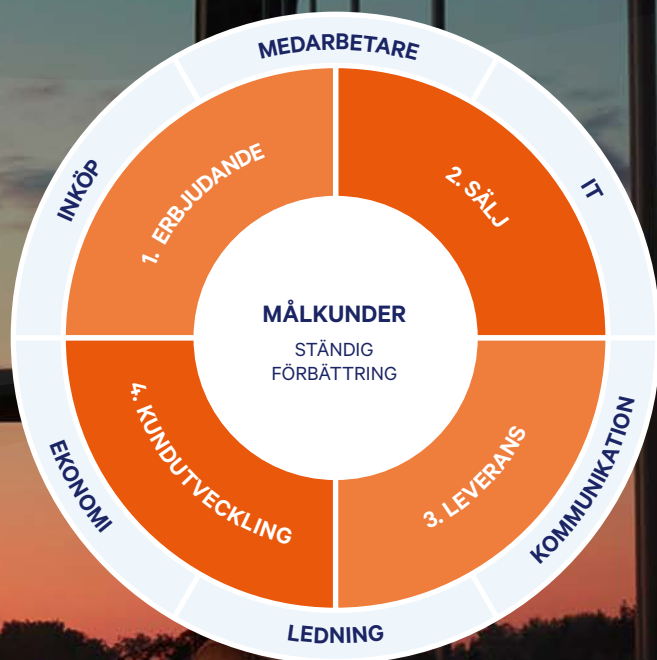 MEDARBETARE
INKÖP
IT
1. ERBJUDANDE
2. SÄLJ
MÅLKUNDER
STÄNDIG
FÖRBÄTTRING
4. KUNDUTVECKLING
3. LEVERANS
EKONOMI
KOMMUNIKATION
LEDNING